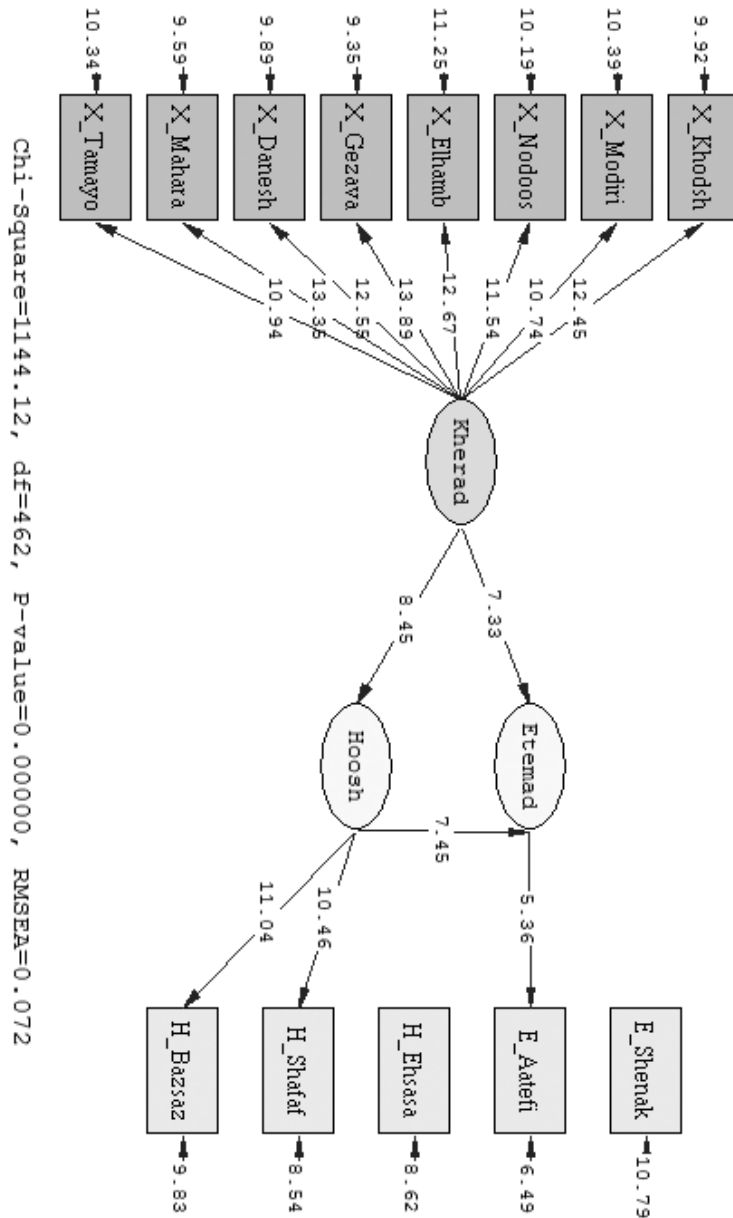 9.92 X_Khodsh
10.39 X_Modiri
10.19 X_Nodoos
11.25 X_Elhamb
9.35 X_Gezava
9.89 X_Danesh
9.59 X_Mahara
10.34 X_Tamayo
12.45
10.74
11.54
12.67
13.89
12.59
13.35
10.94
Kherad
7.33
8.45
Etemad
Hoosh
7.45
5.36
10.46
11.04
E_Shenak 10.79
E_Aatefi 6.49
H_Ehsasa 8.62
H_Shafaf 8.54
H_Bazsaz 9.83
Chi-Square=1144.12, df=462, P-value=0.00000, RMSEA=0.072